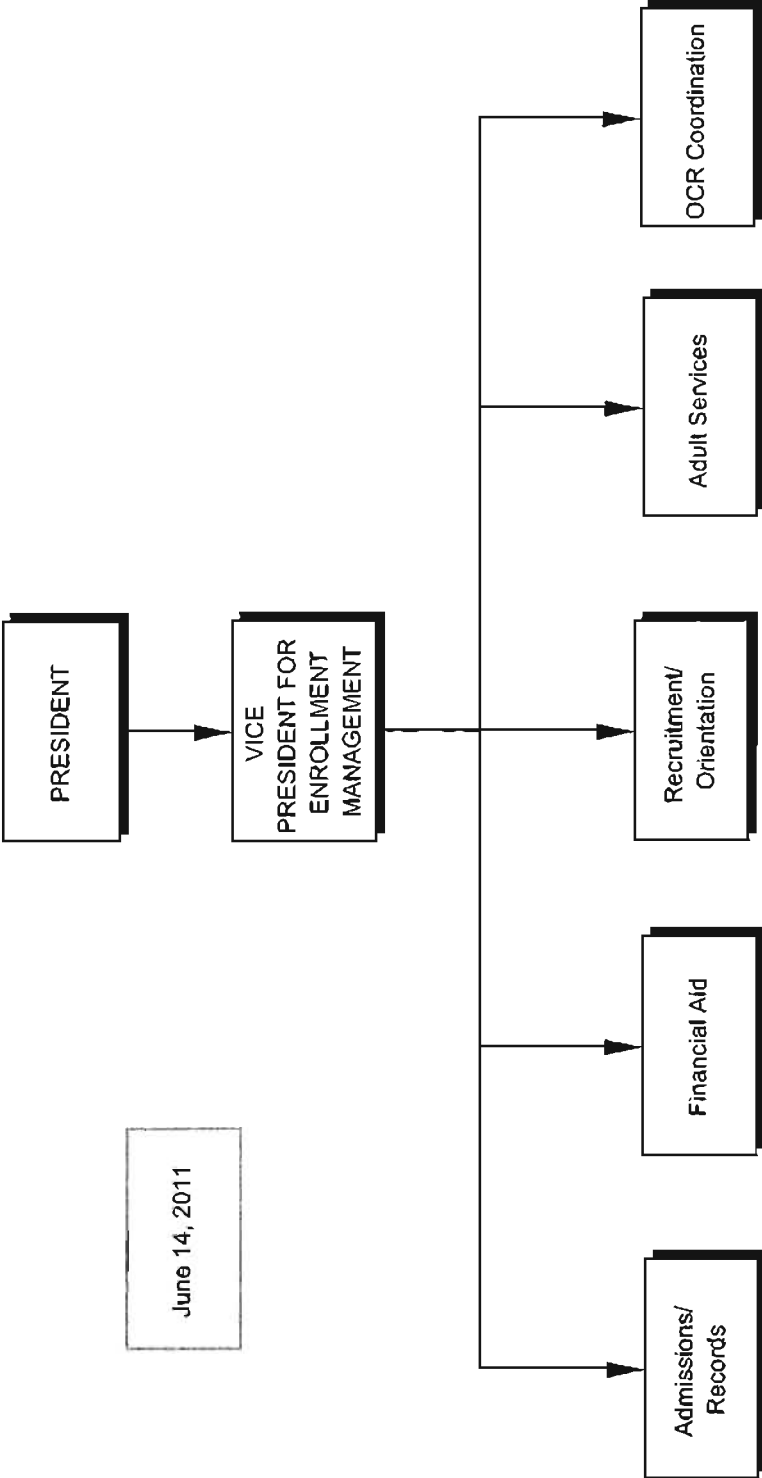 June 14, 2011
PRESIDENT
VICE
PRESIDENT FOR
ENROLLMENT
MANAGEMENT
Admissions/
Records
Financial Aid
Recruitment/
Orientation
Adult Services
OCR Coordination